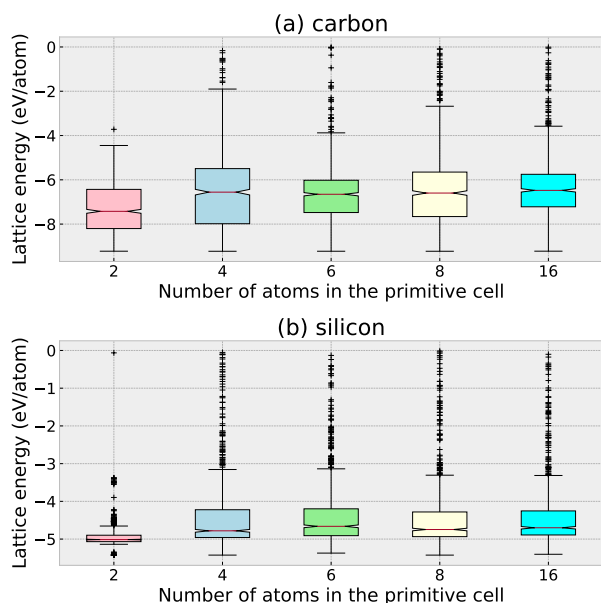 (a) carbon
Lattice energy (eV/atom)
0
−2
−4
−6
−8
2 4 6 8 16
Number of atoms in the primitive cell
(b) silicon
Lattice energy (eV/atom)
0
−1
−2
−3
−4
−5
2 4 6 8 16
Number of atoms in the primitive cell